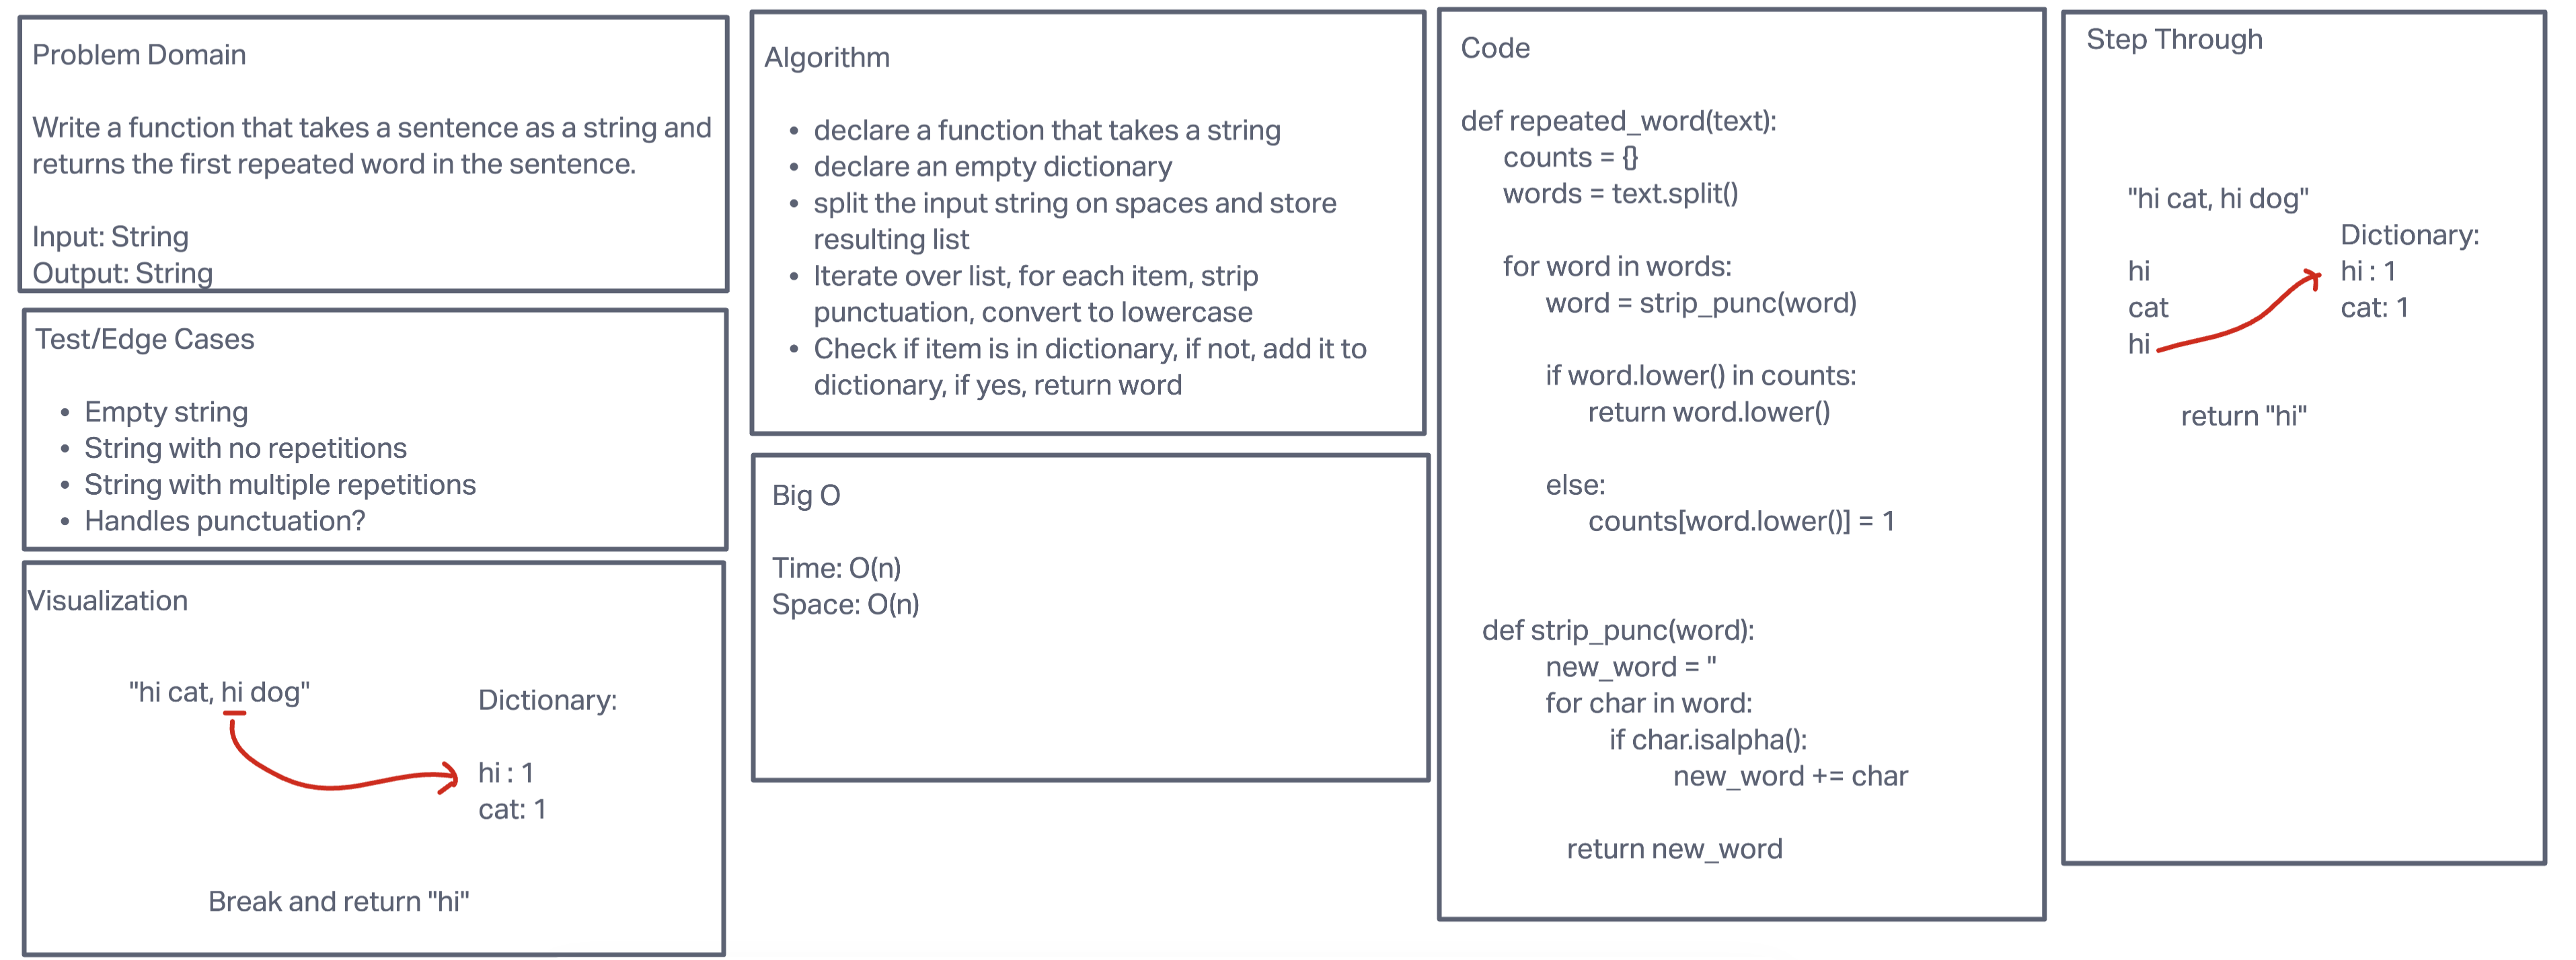 Problem Domain
Write a function that takes a sentence as a string and
returns the first repeated word in the sentence.
Input: String
Output: String
Test/Edge Cases
• Empty string
• String with no repetitions
• String with multiple repetitions
• Handles punctuation?
Visualization
"hi cat, hi dog"
Dictionary:
hi : 1
cat: 1
Break and return "hi"
Algorithm
• declare a function that takes a string
• declare an empty dictionary
• split the input string on spaces and store
resulting list
• Iterate over list, for each item, strip
punctuation, convert to lowercase
• Check if item is in dictionary, if not, add it to
dictionary, if yes, return word
Big O
Time: O(n)
Space: O(n)
Code
def repeated_word(text):
counts = {}
words = text.split()
for word in words:
word = strip_punc(word)
if word.lower() in counts:
return word.lower()
else:
counts[word.lower()] = 1
def strip_punc(word):
new_word = "
for char in word:
if char.isalpha():
new_word += char
return new_word
Step Through
"hi cat, hi dog"
Dictionary:
hi
hi : 1
cat
cat: 1
hi
return "hi"